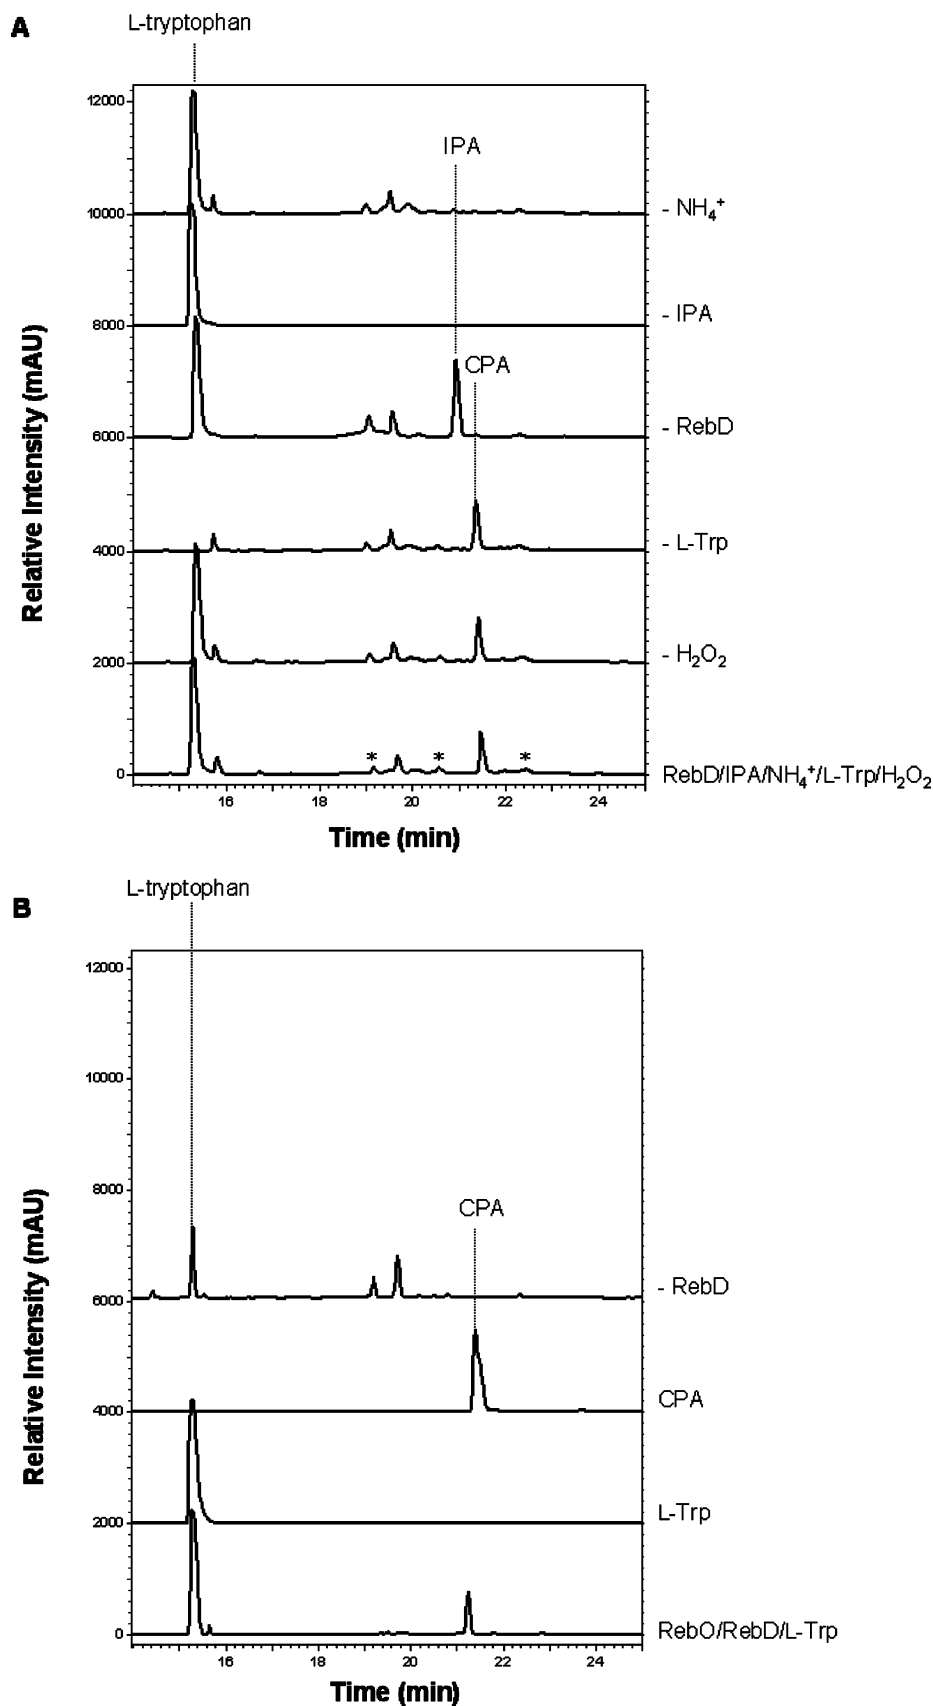 A
L-tryptophan
12000
IPA
10000
- NH₄⁺
8000
- IPA
CPA
6000
- RebD
4000
- L-Trp
2000
- H₂O₂
* * *
0
RebD/IPA/NH₄⁺/L-Trp/H₂O₂
16 18 20 22 24
Time (min)
Relative Intensity (mAU)
B
L-tryptophan
12000
10000
8000
CPA
6000
- RebD
4000
CPA
2000
L-Trp
0
RebO/RebD/L-Trp
16 18 20 22 24
Time (min)
Relative Intensity (mAU)